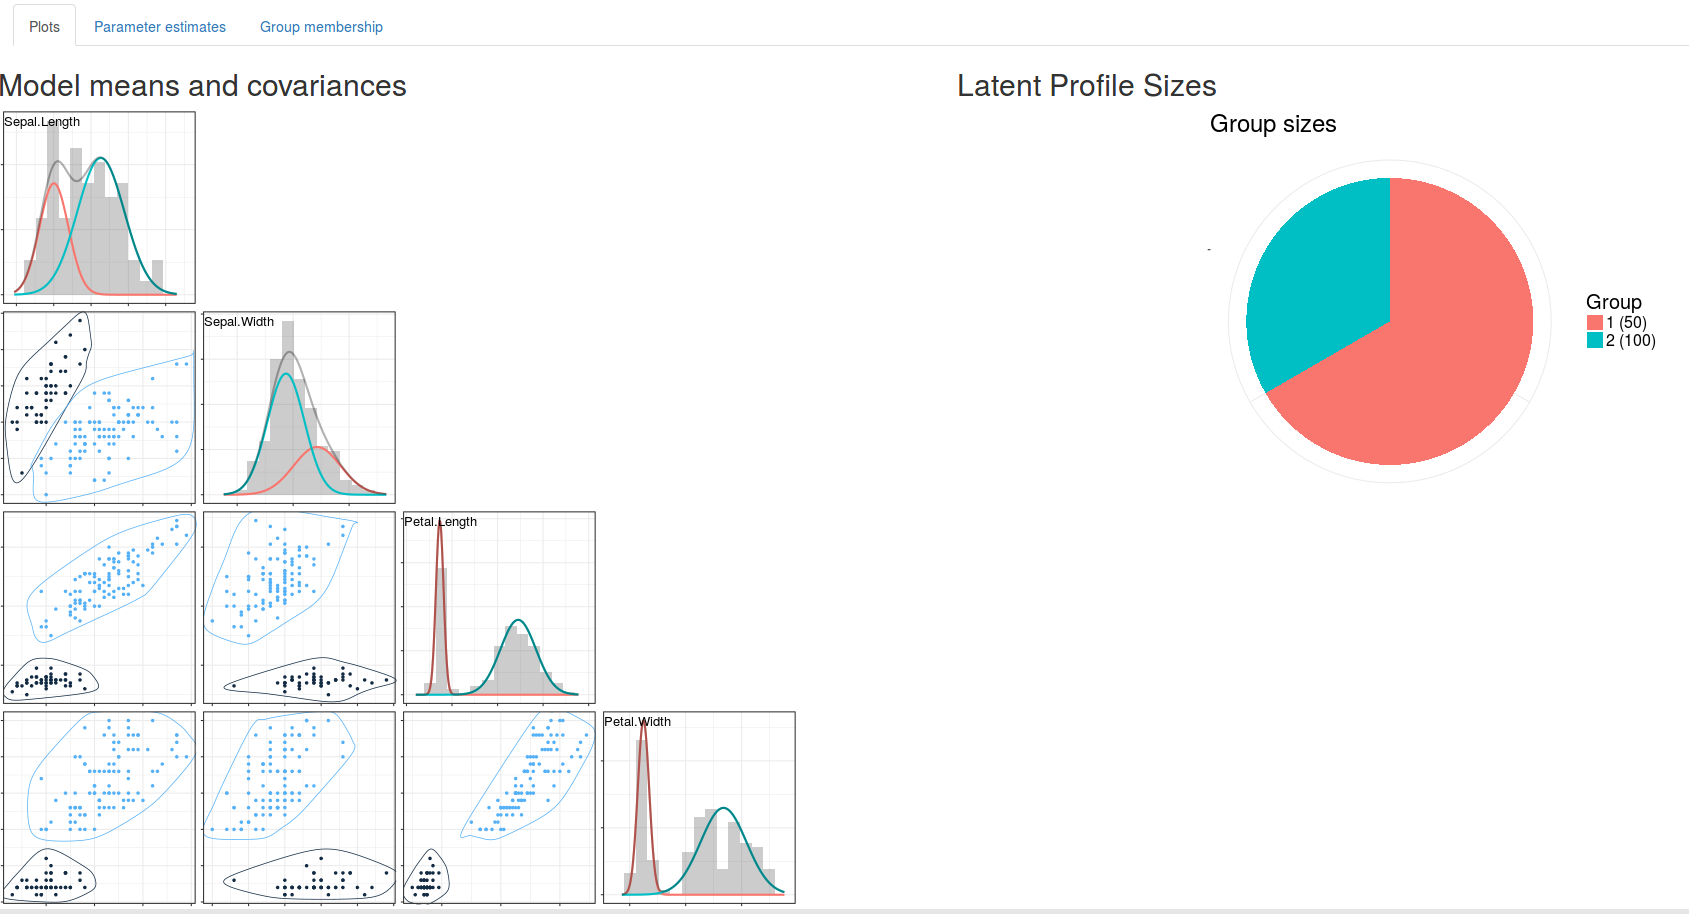 Plots Parameter estimates Group membership
Model means and covariances
Sepal.Length
Sepal.Width
Petal.Length
Petal.Width
Latent Profile Sizes
Group sizes
-
Group
1 (50)
2 (100)